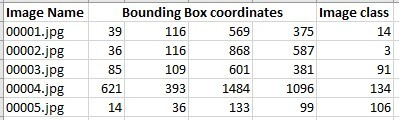 Image Name Bounding Box coordinates Image class
00001.jpg 39 116 569 375 14
00002.jpg 36 116 868 587 3
00003.jpg 85 109 601 381 91
00004.jpg 621 393 1484 1096 134
00005.jpg 14 36 133 99 106